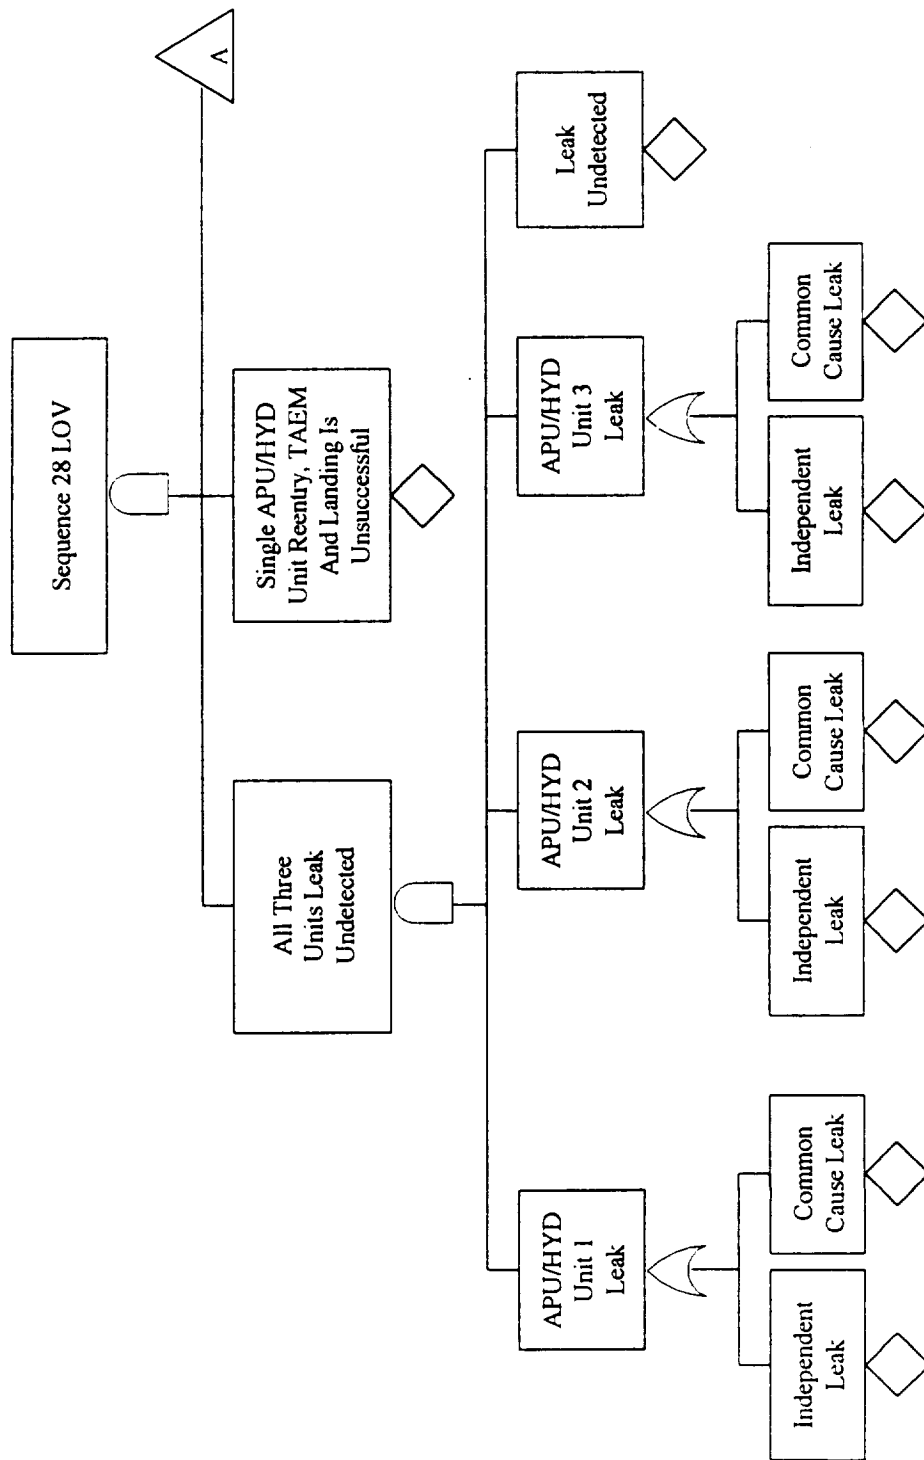 Sequence 28 LOV
A
All Three
Units Leak
Undetected
Single APU/HYD
Unit Reentry, TAEM
And Landing Is
Unsuccessful
APU/HYD
Unit 1
Leak
APU/HYD
Unit 2
Leak
APU/HYD
Unit 3
Leak
Leak
Undetected
Independent
Leak
Common
Cause Leak
Independent
Leak
Common
Cause Leak
Independent
Leak
Common
Cause Leak